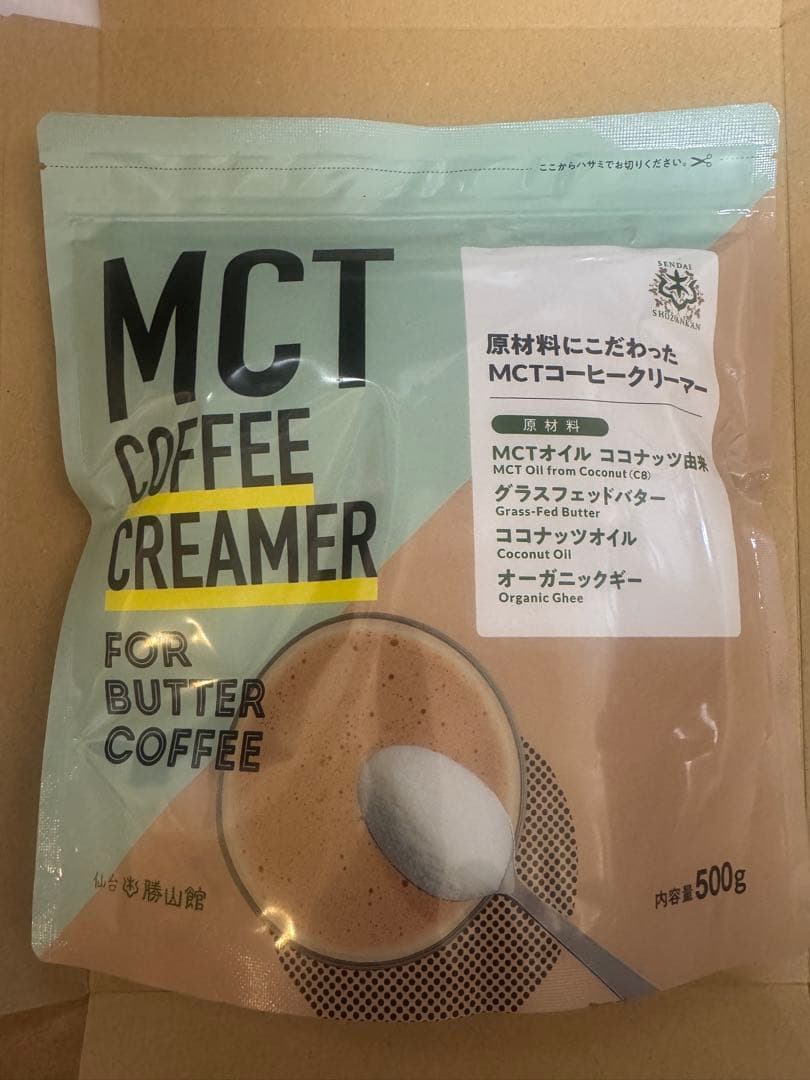 ここからハサミでお切りください。
MCT
COFFEE
CREAMER
FOR
BUTTER
COFFEE
SENDAI
SHOZANKAN
原材料にこだわった
MCTコーヒークリーマー
原材料
MCTオイル ココナッツ由来
MCT Oil from Coconut (C8)
グラスフェッドバター
Grass-Fed Butter
ココナッツオイル
Coconut Oil
オーガニックギー
Organic Ghee
仙台 勝山館
内容量500g